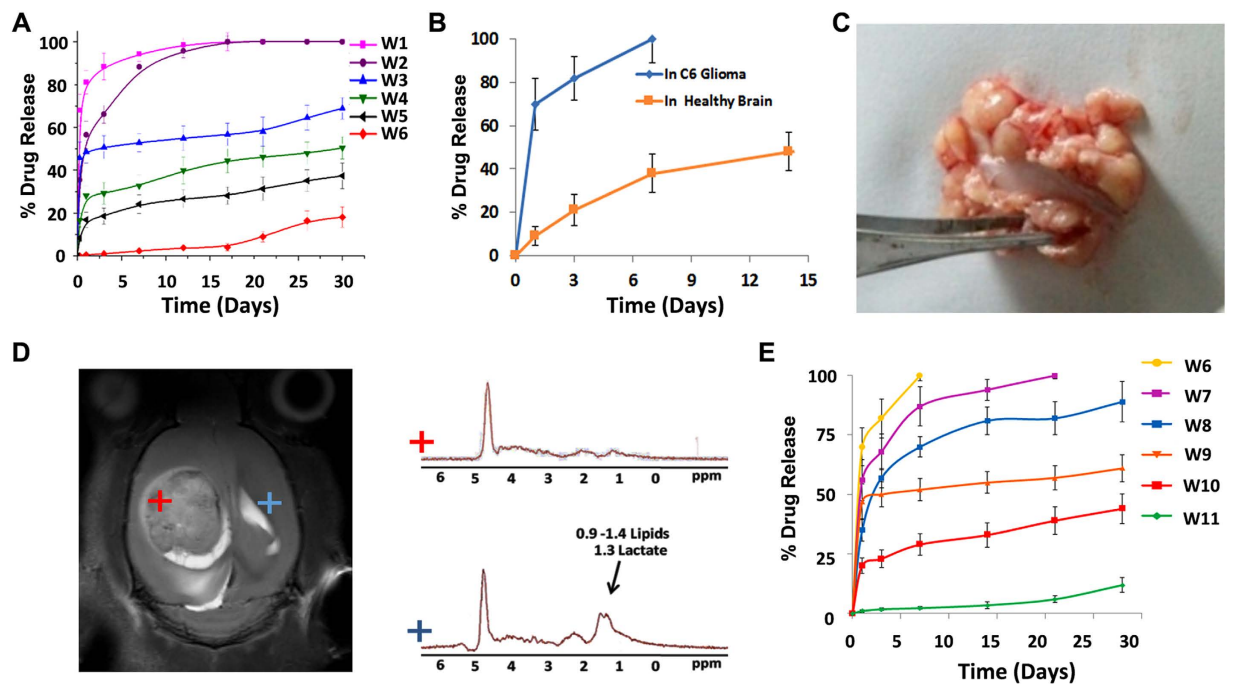 A
% Drug Release
100
80
60
40
20
0
0 5 10 15 20 25 30
Time (Days)
W1
W2
W3
W4
W5
W6
B
% Drug Release
100
80
60
40
20
0
0 3 6 9 12 15
Time (Days)
In C6 Glioma
In Healthy Brain
C
D
6 5 4 3 2 1 0 ppm
0.9 -1.4 Lipids
1.3 Lactate
6 5 4 3 2 1 0 ppm
E
% Drug Release
100
75
50
25
0
0 5 10 15 20 25 30
Time (Days)
W6
W7
W8
W9
W10
W11